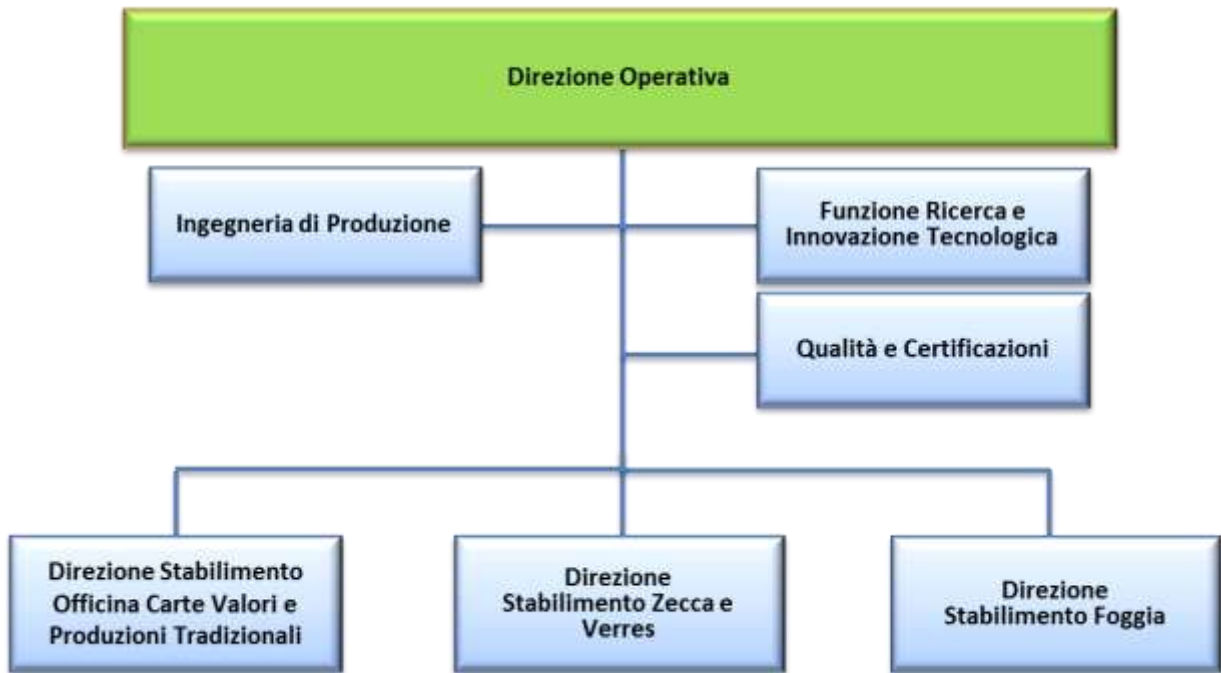 Direzione Operativa
Ingegneria di Produzione
Funzione Ricerca e
Innovazione Tecnologica
Qualità e Certificazioni
Direzione Stabilimento
Officina Carte Valori e
Produzioni Tradizionali
Direzione
Stabilimento Zecca e
Verres
Direzione
Stabilimento Foggia